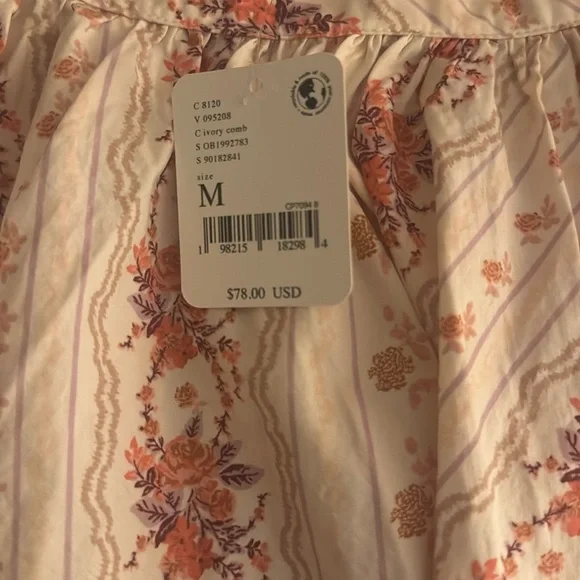 C 8120
V 095208
C ivory comb
S OB1992783
S 90182841
size
M
CP7094 8
1 98215 18298 4
$78.00 USD